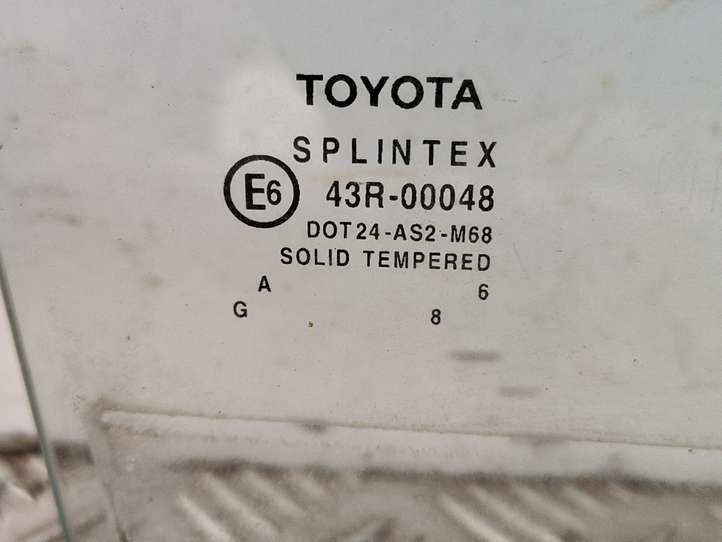 TOYOTA
SPLINTEX
E6 43R-00048
DOT24-AS2-M68
SOLID TEMPERED
A 6
G . 8